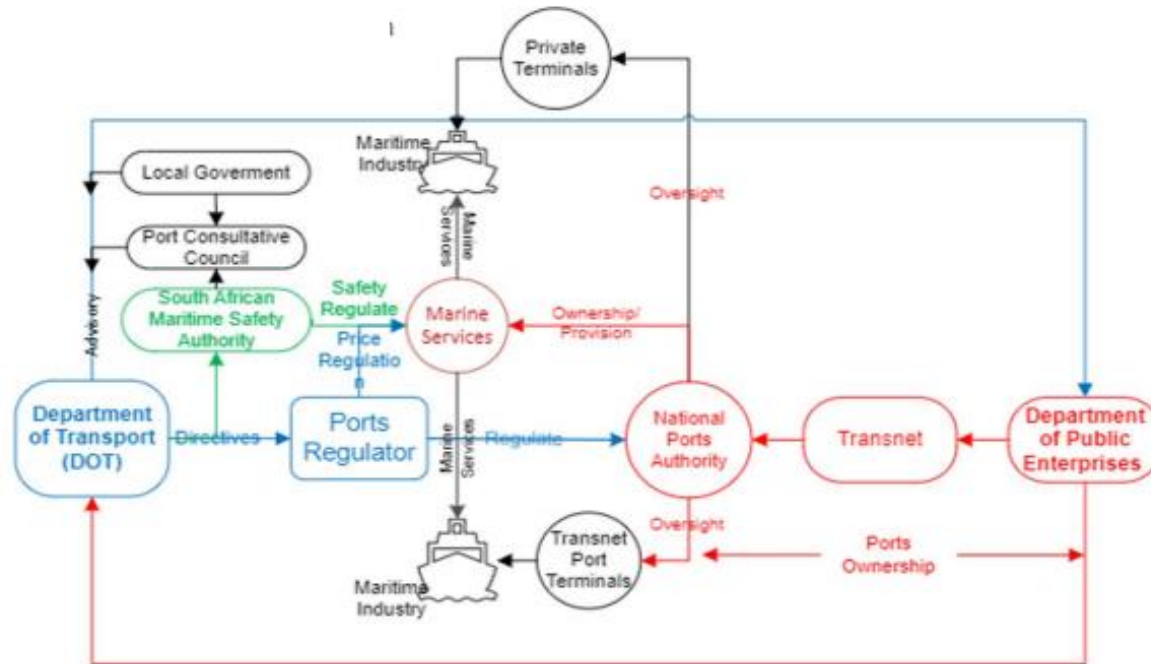 Private
Terminals
Maritime
Industry
Local Goverment
Oversight
Port Consultative
Council
Marine
Services
Advisory
South African
Maritime Safety
Authority
Safety
Regulate
Marine
Services
Ownership/
Provision
Price
Regulatio
n
Department
of Transport
(DOT)
Directives
Ports
Regulator
Marine
Services
Regulate
National
Ports
Authority
Transnet
Department
of Public
Enterprises
Oversight
Transnet
Port
Terminals
Ports
Ownership
Maritime
Industry